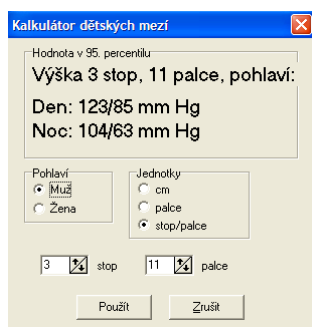 Kalkulátor dětských mezí
Hodnota v 95. percentilu
Výška 3 stop, 11 palce, pohlaví:
Den: 123/85 mm Hg
Noc: 104/63 mm Hg
Pohlaví
Muž
Žena
Jednotky
cm
palce
stop/palce
3 stop 11 palce
Použít Zrušit